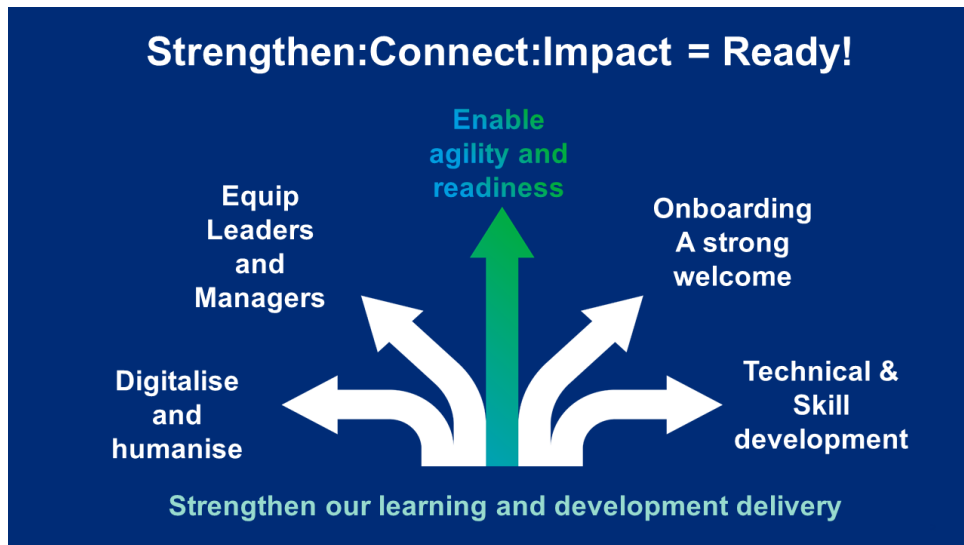 Strengthen:Connect:Impact = Ready!
Enable
agility and
readiness
Equip
Leaders
and
Managers
Onboarding
A strong
welcome
Digitalise
and
humanise
Technical &
Skill
development
Strengthen our learning and development delivery